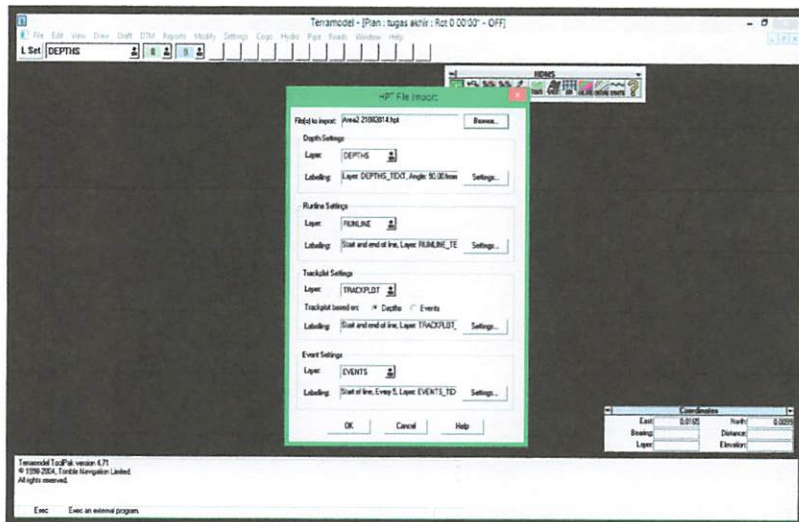 Terramodel - [Plan : tugas akhir : Rot 0 00'00" - OFF]
File Edit View Draw Draft DTM Reports Modify Settings Cogo Hydro Pipe Roads Window Help
L Set DEPTHS
HDMS
HPT File Import
File(s) to import: Area2 21082014.hpt Browse...
Depth Settings
Layer: DEPTHS
Labeling: Layer DEPTHS_TEXT, Angle: 90.00 from Settings...
Runline Settings
Layer: RUNLINE
Labeling: Start and end of line, Layer: RUNLINE_TE Settings...
Trackplot Settings
Layer: TRACKPLOT
Trackplot based on: Depths Events
Labeling: Start and end of line, Layer: TRACKPLOT_ Settings...
Event Settings
Layer: EVENTS
Labeling: Start of line, Every 5, Layer: EVENTS_TEX Settings...
OK Cancel Help
Coordinates
East: 0.0165 North: 0.0039
Bearing: Distance:
Layer: Elevation:
Terramodel ToolPak version 4.71
© 1998-2004, Trimble Navigation Limited.
All rights reserved.
Exec Exec an external program.